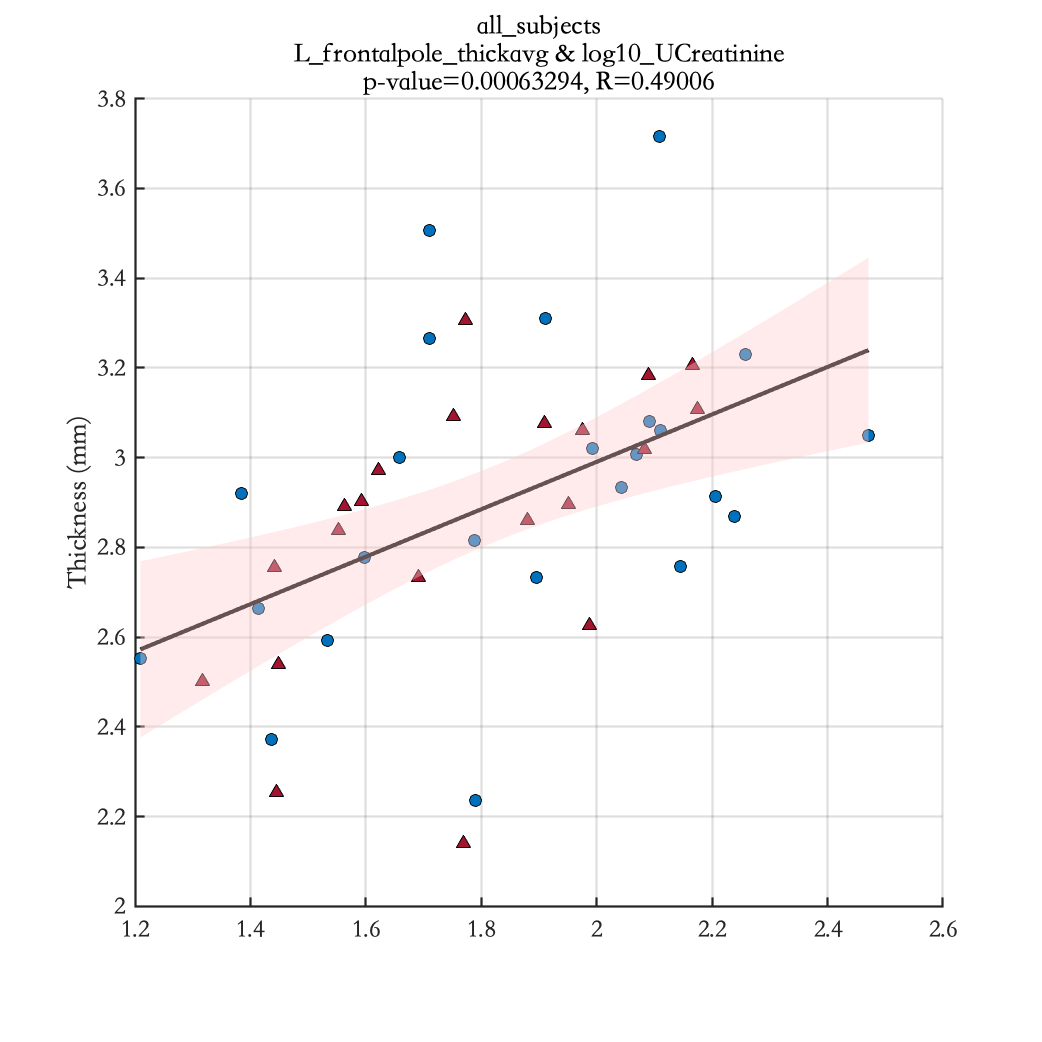 all_subjects
L_frontalpole_thickavg & log10_UCreatinine
p-value=0.00063294, R=0.49006
3.8
3.6
3.4
3.2
3
2.8
2.6
2.4
2.2
2
Thickness (mm)
1.2 1.4 1.6 1.8 2 2.2 2.4 2.6